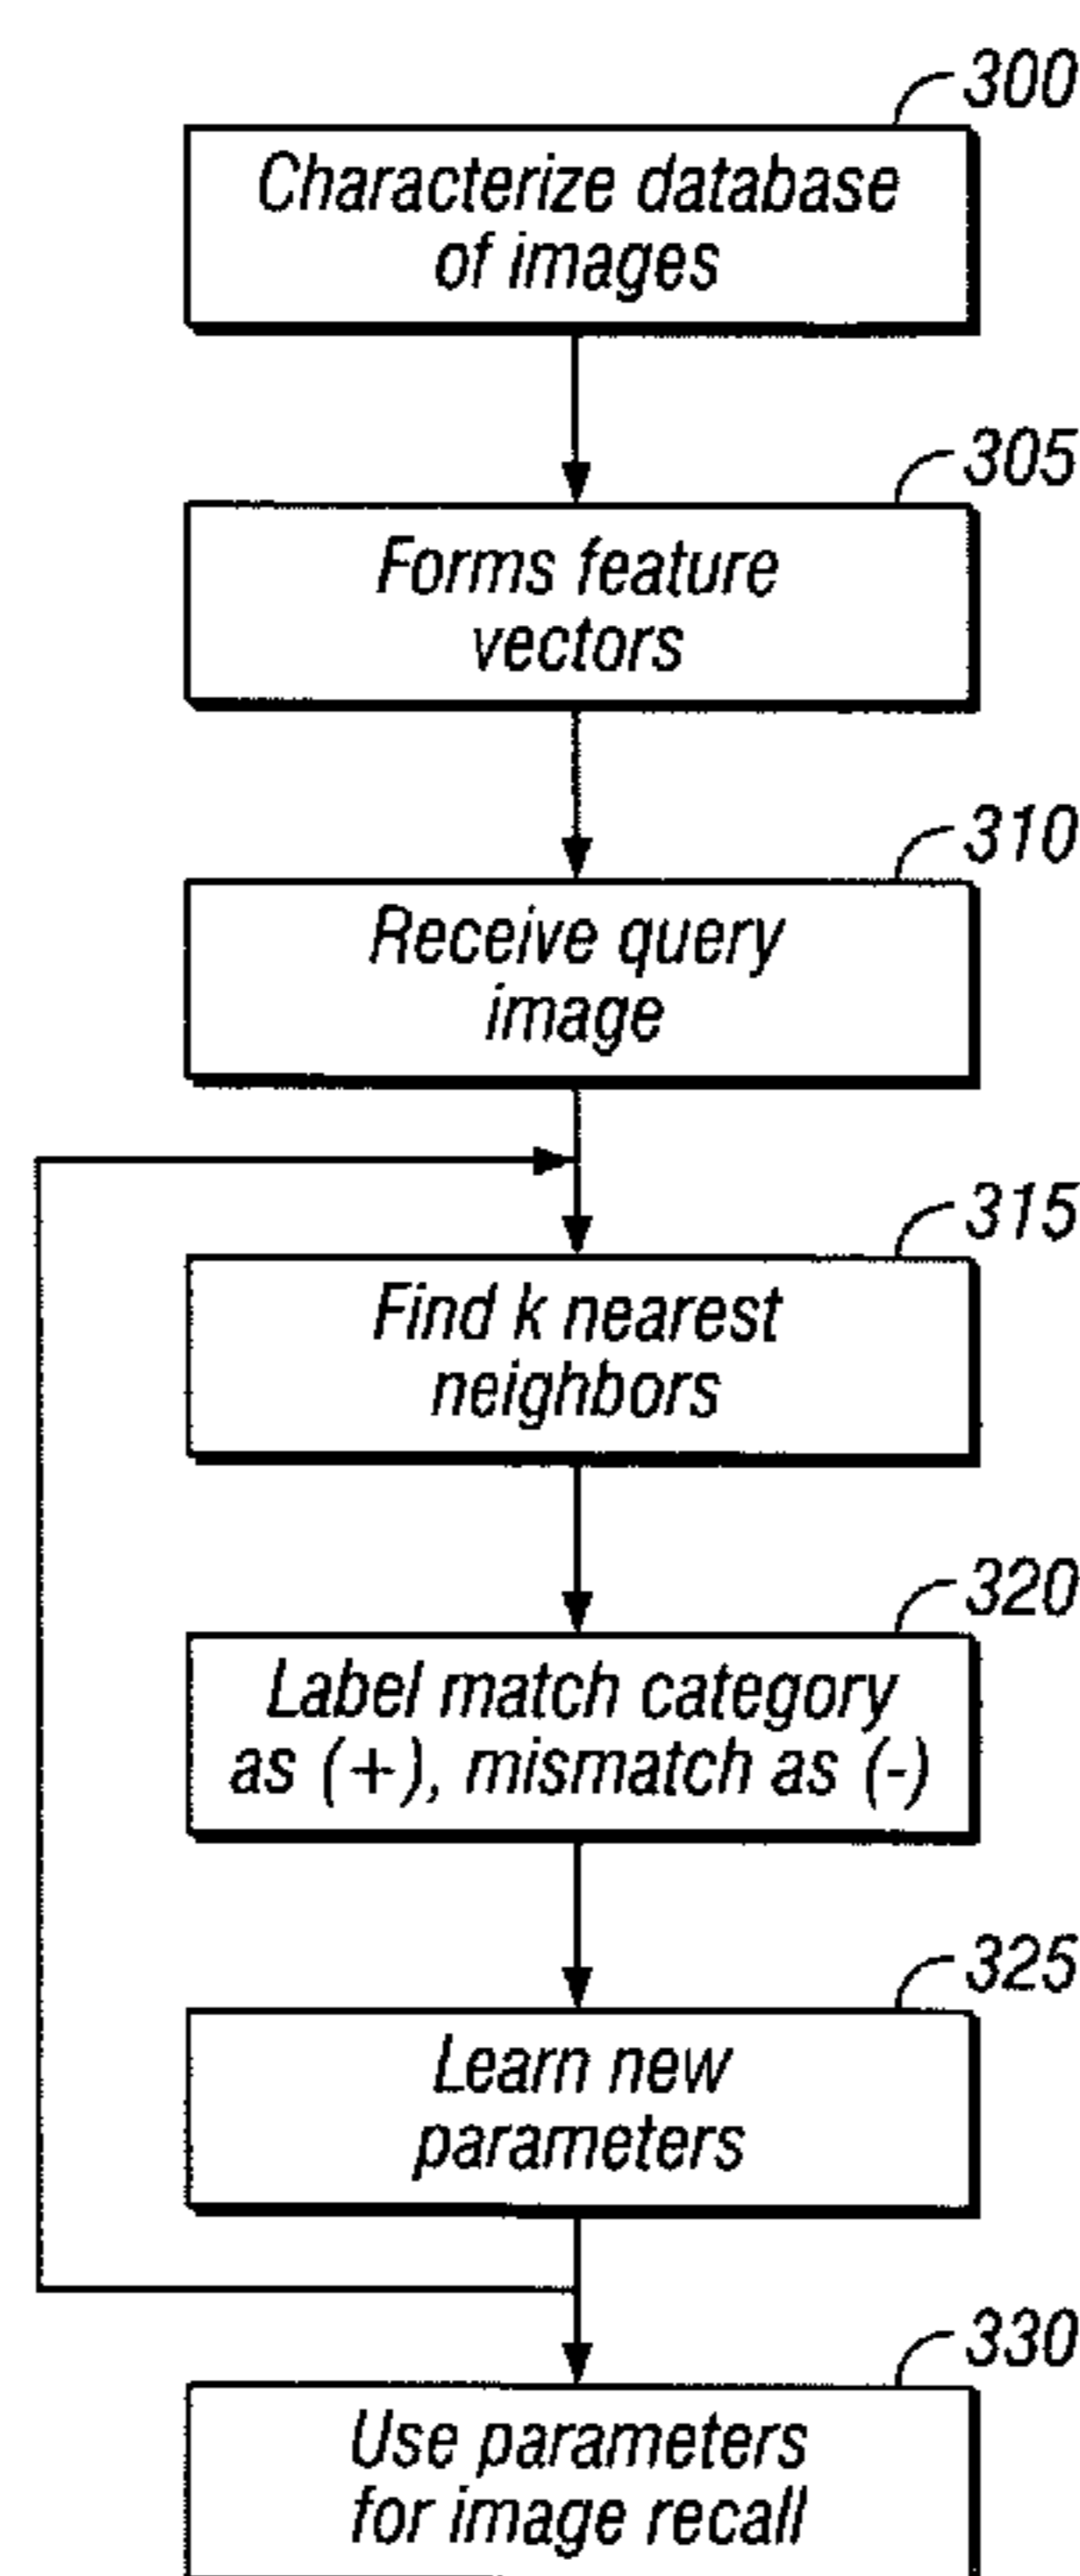 300
Characterize database
of images
305
Forms feature
vectors
310
Receive query
image
315
Find k nearest
neighbors
320
Label match category
as (+), mismatch as (-)
325
Learn new
parameters
330
Use parameters
for image recall